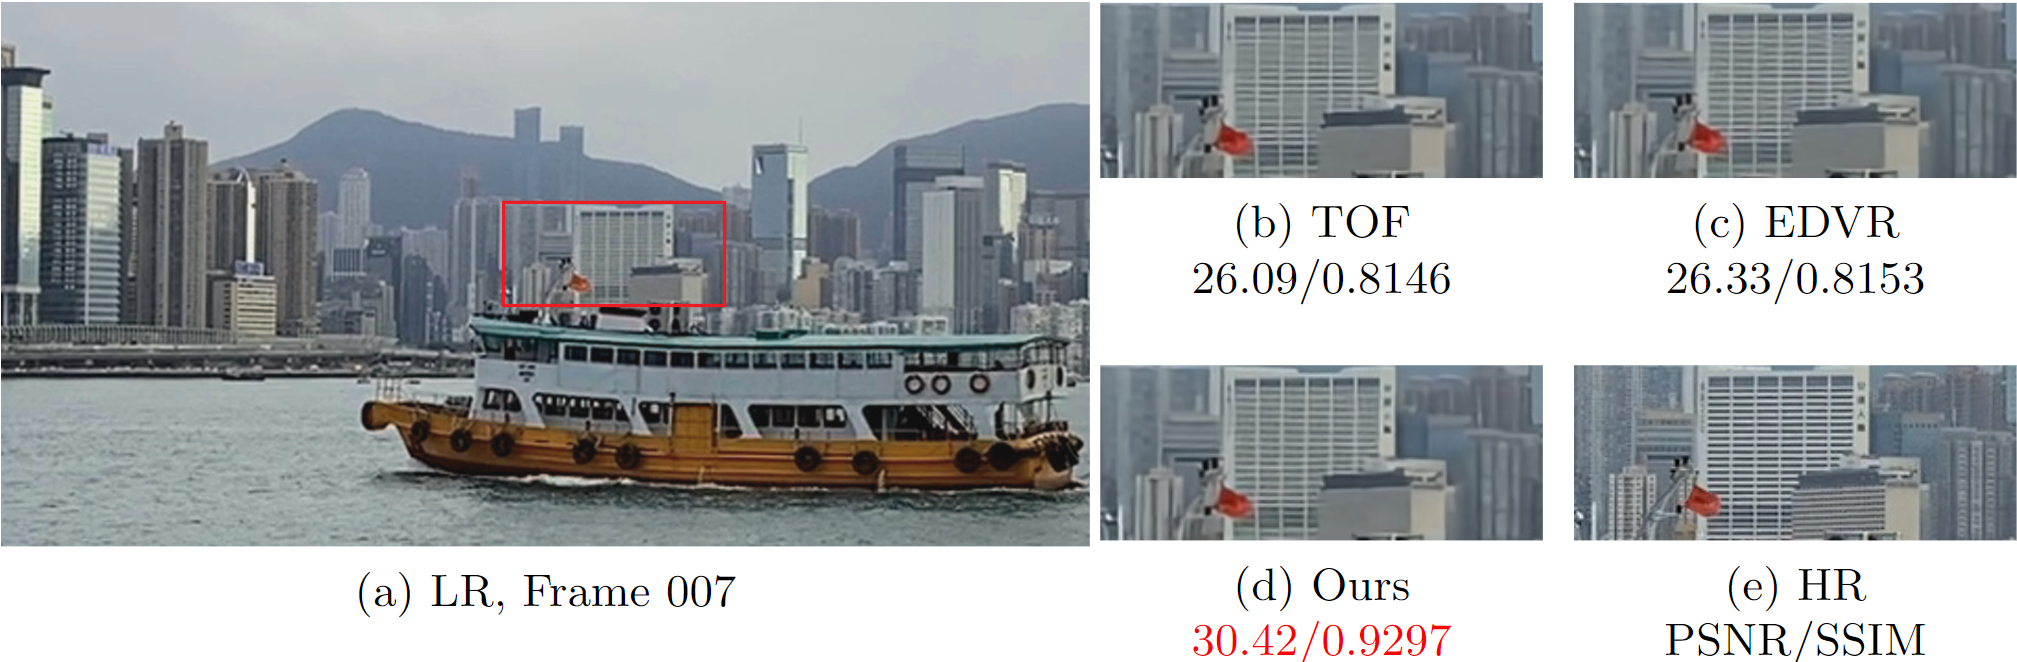 (a) LR, Frame 007
(b) TOF
26.09/0.8146
(c) EDVR
26.33/0.8153
(d) Ours
30.42/0.9297
(e) HR
PSNR/SSIM